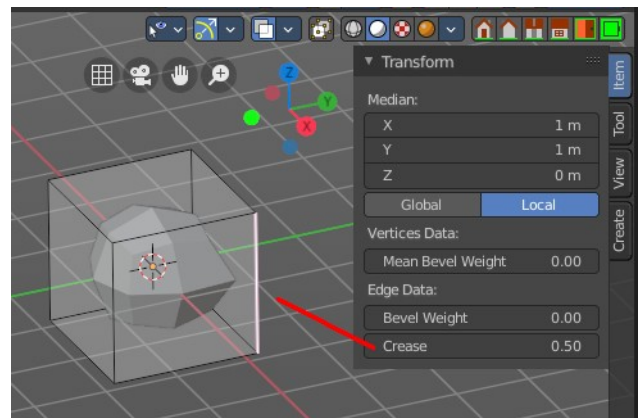 Transform
Item
Z
Y
X
Median:
X 1 m
Tool
Y 1 m
Z 0 m
View
Global Local
Vertices Data:
Create
Mean Bevel Weight 0.00
Edge Data:
Bevel Weight 0.00
Crease 0.50